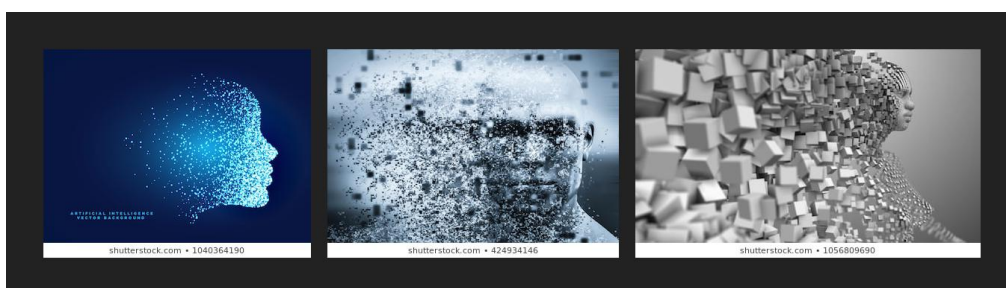 ARTIFICIAL INTELLIGENCE
VECTOR BACKGROUND
shutterstock.com • 1040364190
shutterstock.com • 424934146
shutterstock.com • 1056809690